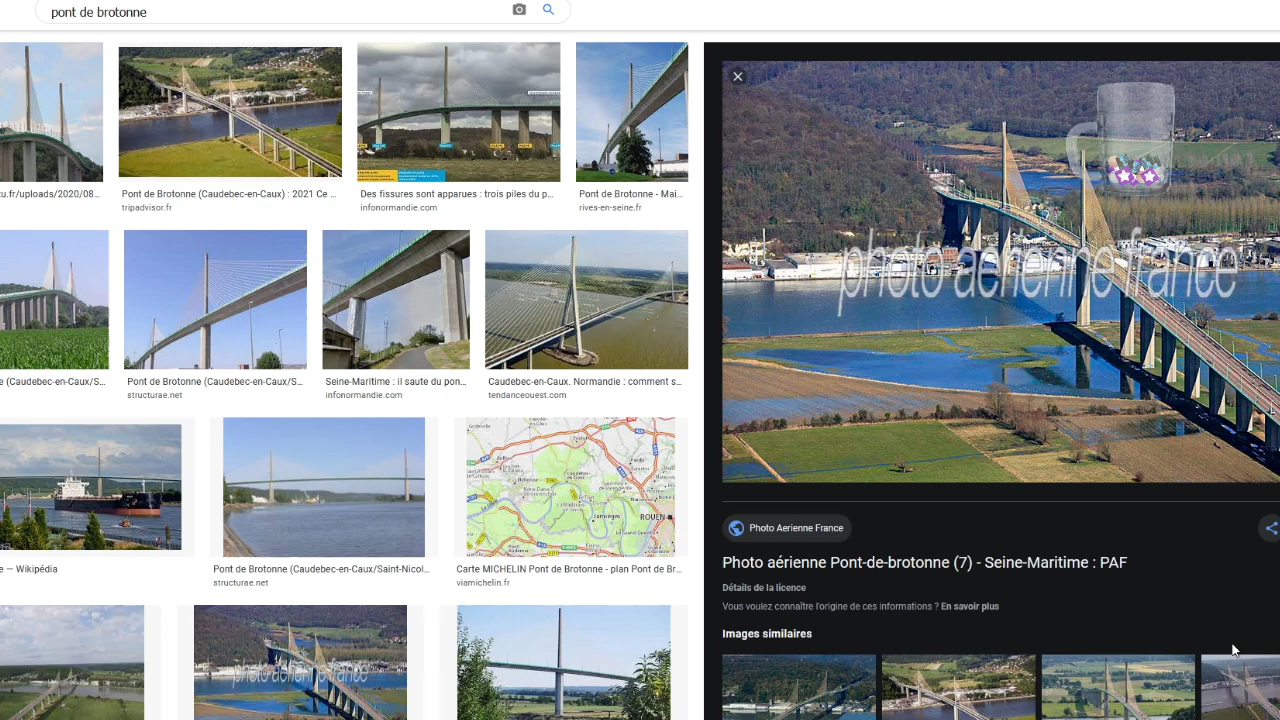 pont de brotonne
tu.fr/uploads/2020/08...
Pont de Brotonne (Caudebec-en-Caux) : 2021 Ce ...
tripadvisor.fr
Des fissures sont apparues : trois piles du p...
infonormandie.com
Pont de Brotonne - Mai...
rives-en-seine.fr
e (Caudebec-en-Caux/S...
Pont de Brotonne (Caudebec-en-Caux/S...
structurae.net
Seine-Maritime : il saute du pon...
infonormandie.com
Caudebec-en-Caux. Normandie : comment s...
tendanceouest.com
e — Wikipédia
Pont de Brotonne (Caudebec-en-Caux/Saint-Nicol...
structurae.net
ROUEN
Jumièges
Carte MICHELIN Pont de Brotonne - plan Pont de Br...
viamichelin.fr
photo aerienne france
photo aerienne france
Photo Aerienne France
Photo aérienne Pont-de-brotonne (7) - Seine-Maritime : PAF
Détails de la licence
Vous voulez connaître l'origine de ces informations ? En savoir plus
Images similaires